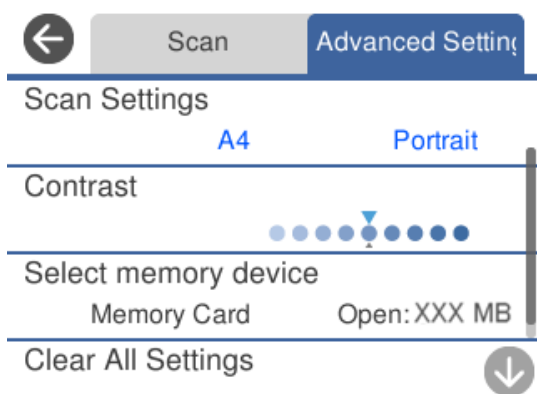 Scan
Advanced Setting
Scan Settings
A4 Portrait
Contrast
Select memory device
Memory Card Open: XXX MB
Clear All Settings